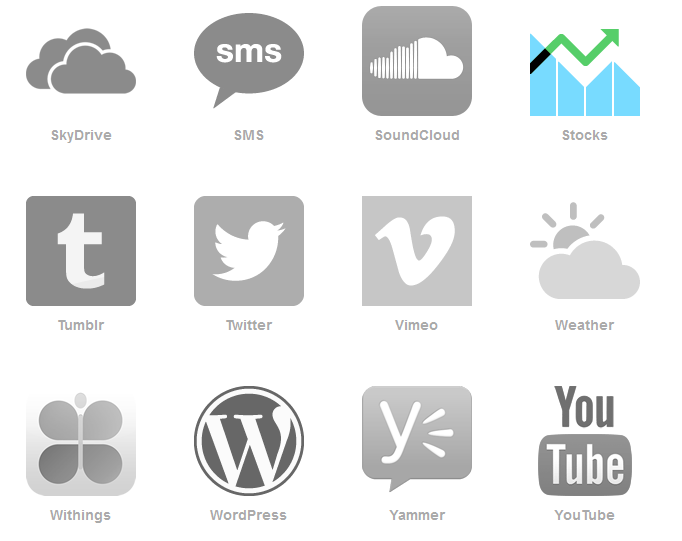 sms
SkyDrive
SMS
SoundCloud
Stocks
t
Tumblr
Twitter
v
Vimeo
Weather
W
y
You
Tube
Withings
WordPress
Yammer
YouTube